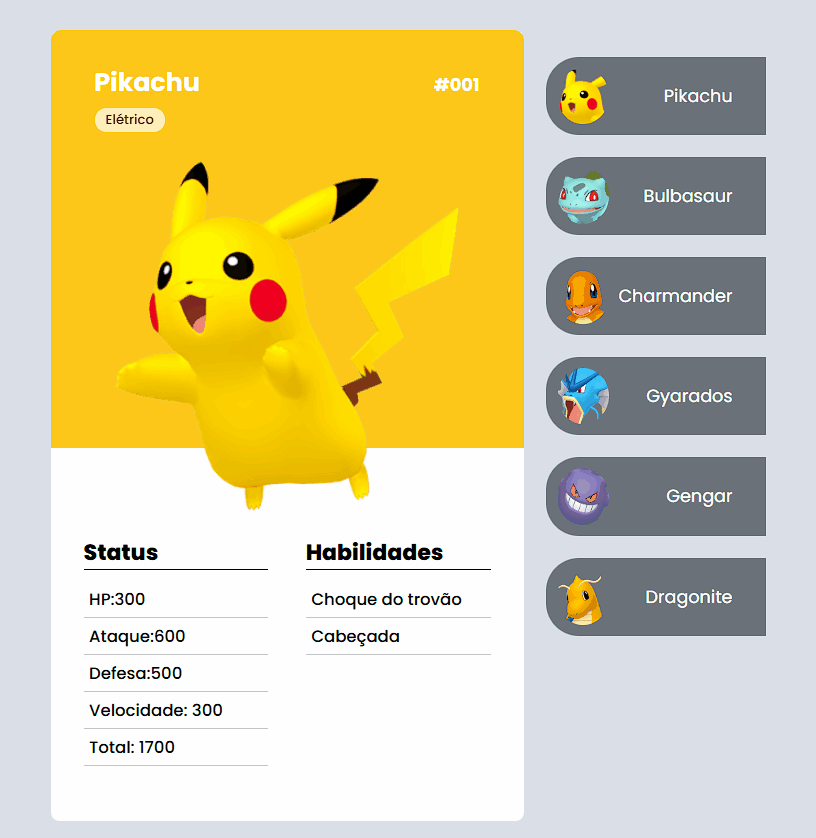 Pikachu
#001
Elétrico
Status
HP:300
Ataque:600
Defesa:500
Velocidade: 300
Total: 1700
Habilidades
Choque do trovão
Cabeçada
Pikachu
Bulbasaur
Charmander
Gyarados
Gengar
Dragonite